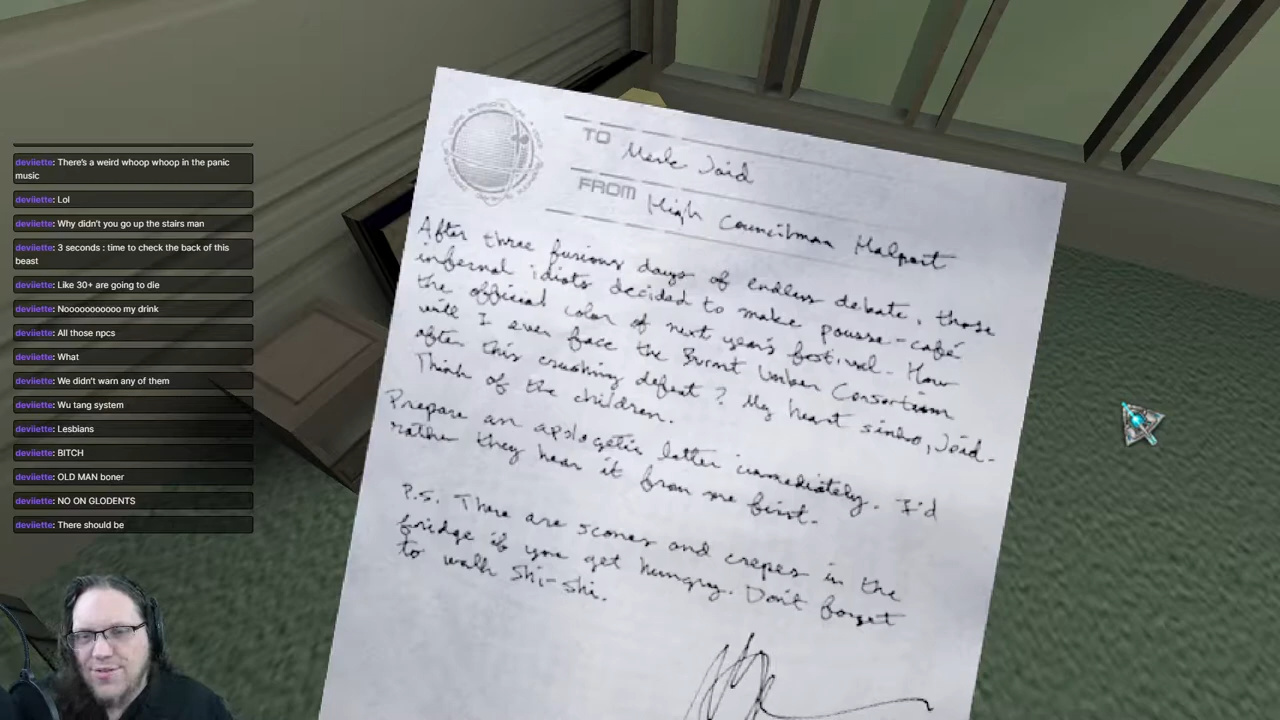 deviiette: There's a weird whoop whoop in the panic
music
deviiette: Lol
deviiette: Why didn't you go up the stairs man
deviiette: 3 seconds : time to check the back of this
beast
deviiette: Like 30+ are going to die
deviiette: Nooooooooooo my drink
deviiette: All those npcs
deviiette: What
deviiette: We didn't warn any of them
deviiette: Wu tang system
deviiette: Lesbians
deviiette: BITCH
deviiette: OLD MAN boner
deviiette: NO ON GLODENTS
deviiette: There should be
TO Merk Jaid
FROM High Councilman Malpart
After three furious days of endless debate, those
infernal idiots decided to make pousse-café
the official color of next year's festival. How
will I ever face the Burnt Umber Consortium
after this crushing defeat? My heart sinks, Jaid.
Think of the children.
Prepare an apologetic letter immediately. I'd
rather they hear it from me first.
P.S. There are scones and crepes in the
fridge if you get hungry. Don't forget
to walk Shi-Shi.